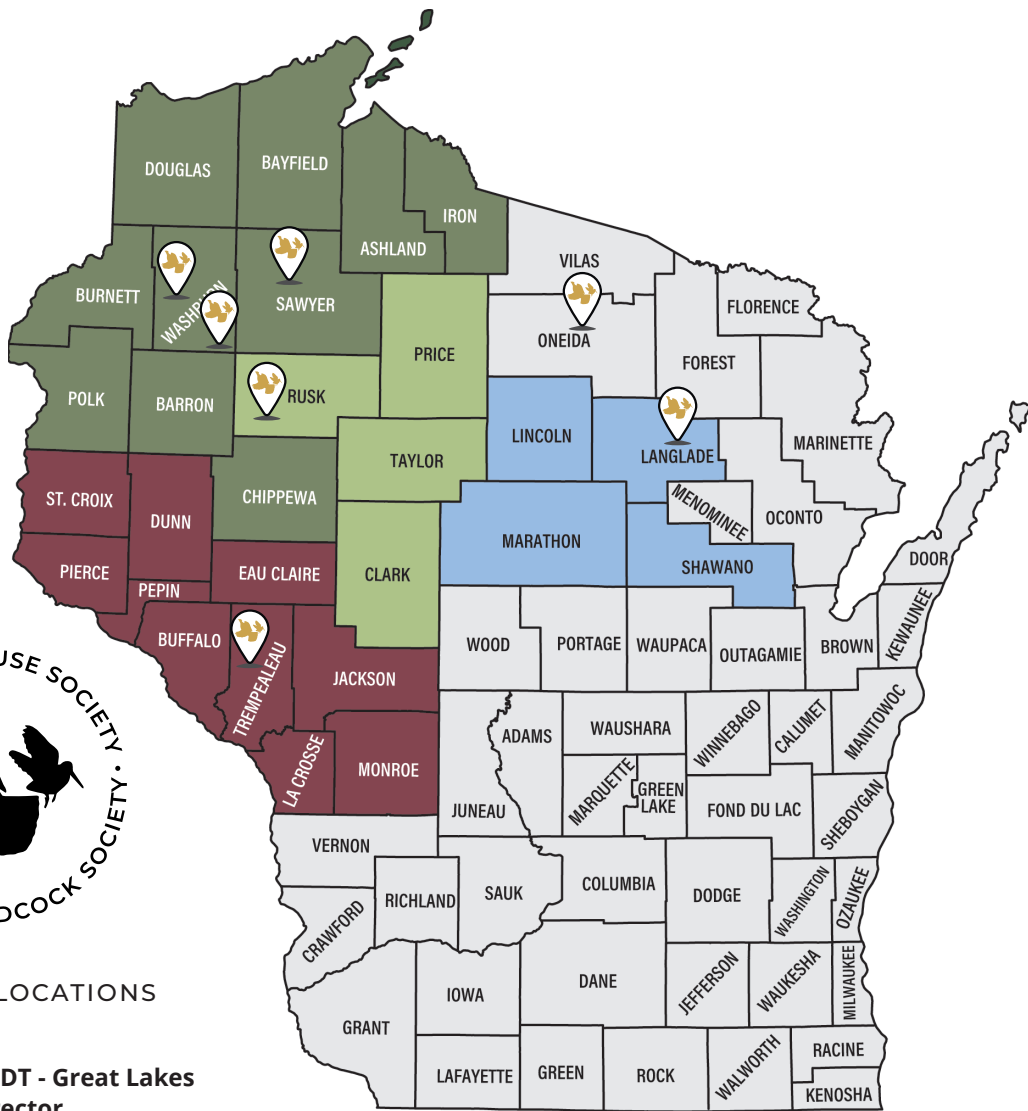 DOUGLAS
BAYFIELD
IRON
ASHLAND
VILAS
BURNETT
WASHBURN
SAWYER
FLORENCE
ONEIDA
PRICE
FOREST
POLK
BARRON
RUSK
LINCOLN
MARINETTE
TAYLOR
LANGLADE
ST. CROIX
CHIPPEWA
DUNN
MENOMINEE
OCONTO
MARATHON
DOOR
PIERCE
EAU CLAIRE
CLARK
SHAWANO
PEPIN
KEWAUNEE
BUFFALO
WOOD
PORTAGE
WAUPACA
OUTAGAMIE
BROWN
TREMPEALEAU
JACKSON
ADAMS
WAUSHARA
WINNEBAGO
CALUMET
MANITOWOC
LA CROSSE
MONROE
MARQUETTE
GREEN
LAKE
JUNEAU
FOND DU LAC
SHEBOYGAN
VERNON
RICHLAND
SAUK
COLUMBIA
DODGE
WASHINGTON
OZAUKEE
CRAWFORD
IOWA
DANE
JEFFERSON
WAUKESHA
MILWAUKEE
GRANT
LAFAYETTE
GREEN
ROCK
WALWORTH
RACINE
KENOSHA
USE SOCIETY •
DCOCK SOCIETY
LOCATIONS
DT - Great Lakes
rector